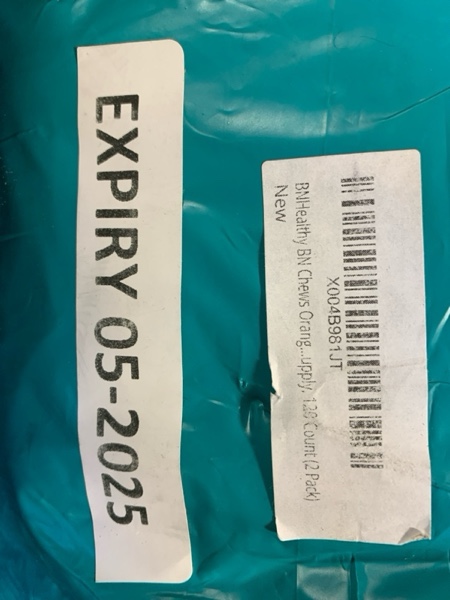 X004B981JT
BNHealthy BN Chews Orang...upply, 120 Count (2 Pack)
New
EXPIRY 05-2025